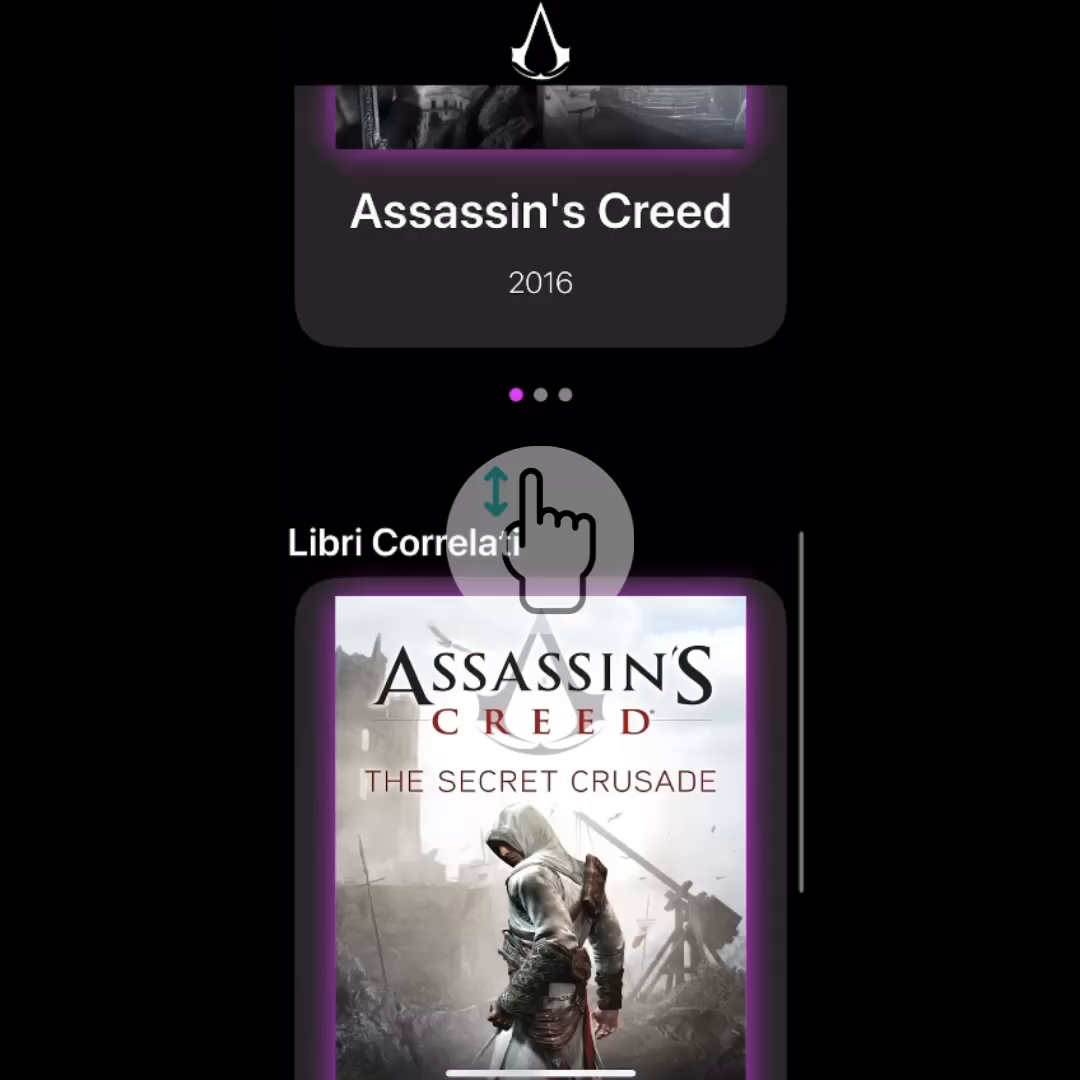 Assassin's Creed
2016
Libri Correlati
ASSASSIN'S
CREED
THE SECRET CRUSADE